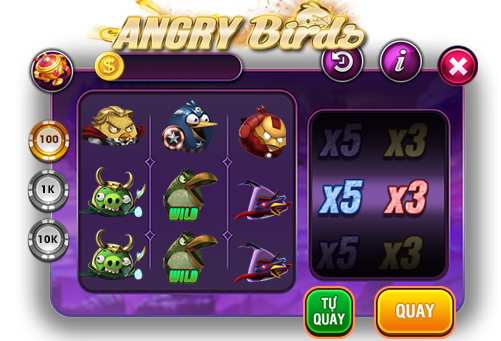 ANGRY Birds
$
i
100
1K
10K
x5 x3
x5 x3
x5 x3
WILD
WILD
TỰ
QUAY
QUAY